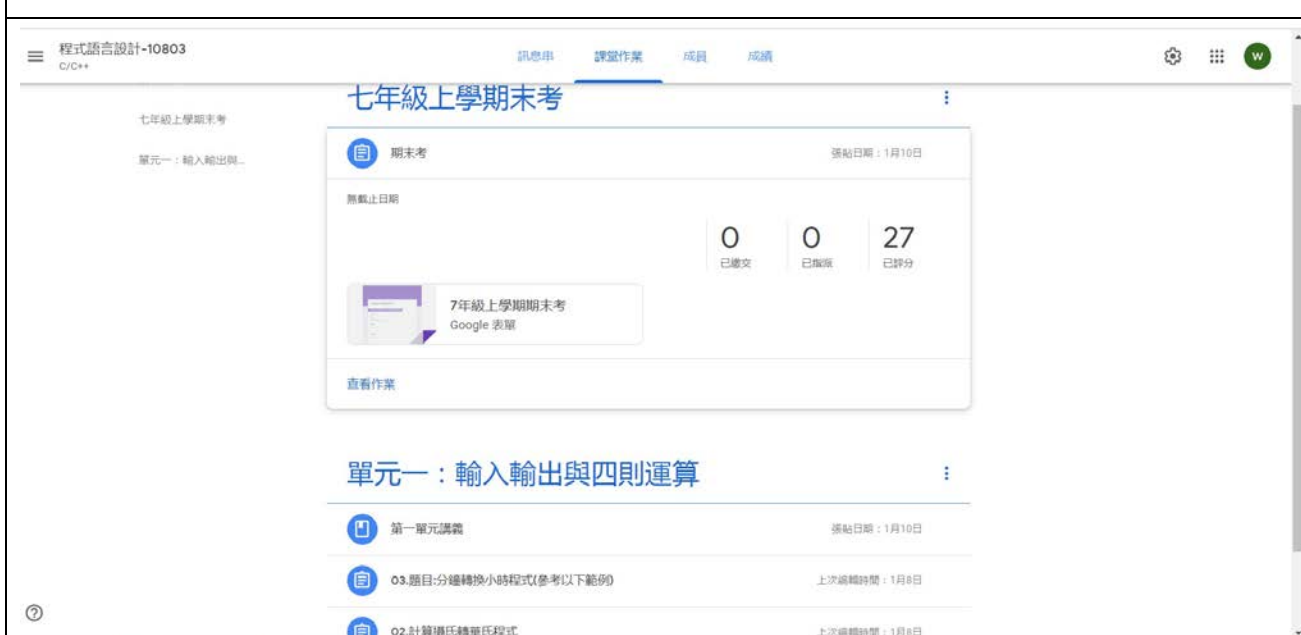 程式語言設計-10803
C/C++
訊息串
課堂作業
成員
成績
W
七年級上學期末考
單元一：輸入輸出與...
七年級上學期末考
期末考
張貼日期：1月10日
無截止日期
0
已繳交
0
已指派
27
已評分
7年級上學期期末考
Google 表單
查看作業
單元一：輸入輸出與四則運算
第一單元講義
張貼日期：1月10日
03.題目:分鐘轉換小時程式(參考以下範例)
上次編輯時間：1月8日
02.計算攝氏轉華氏程式
上次編輯時間：1月8日